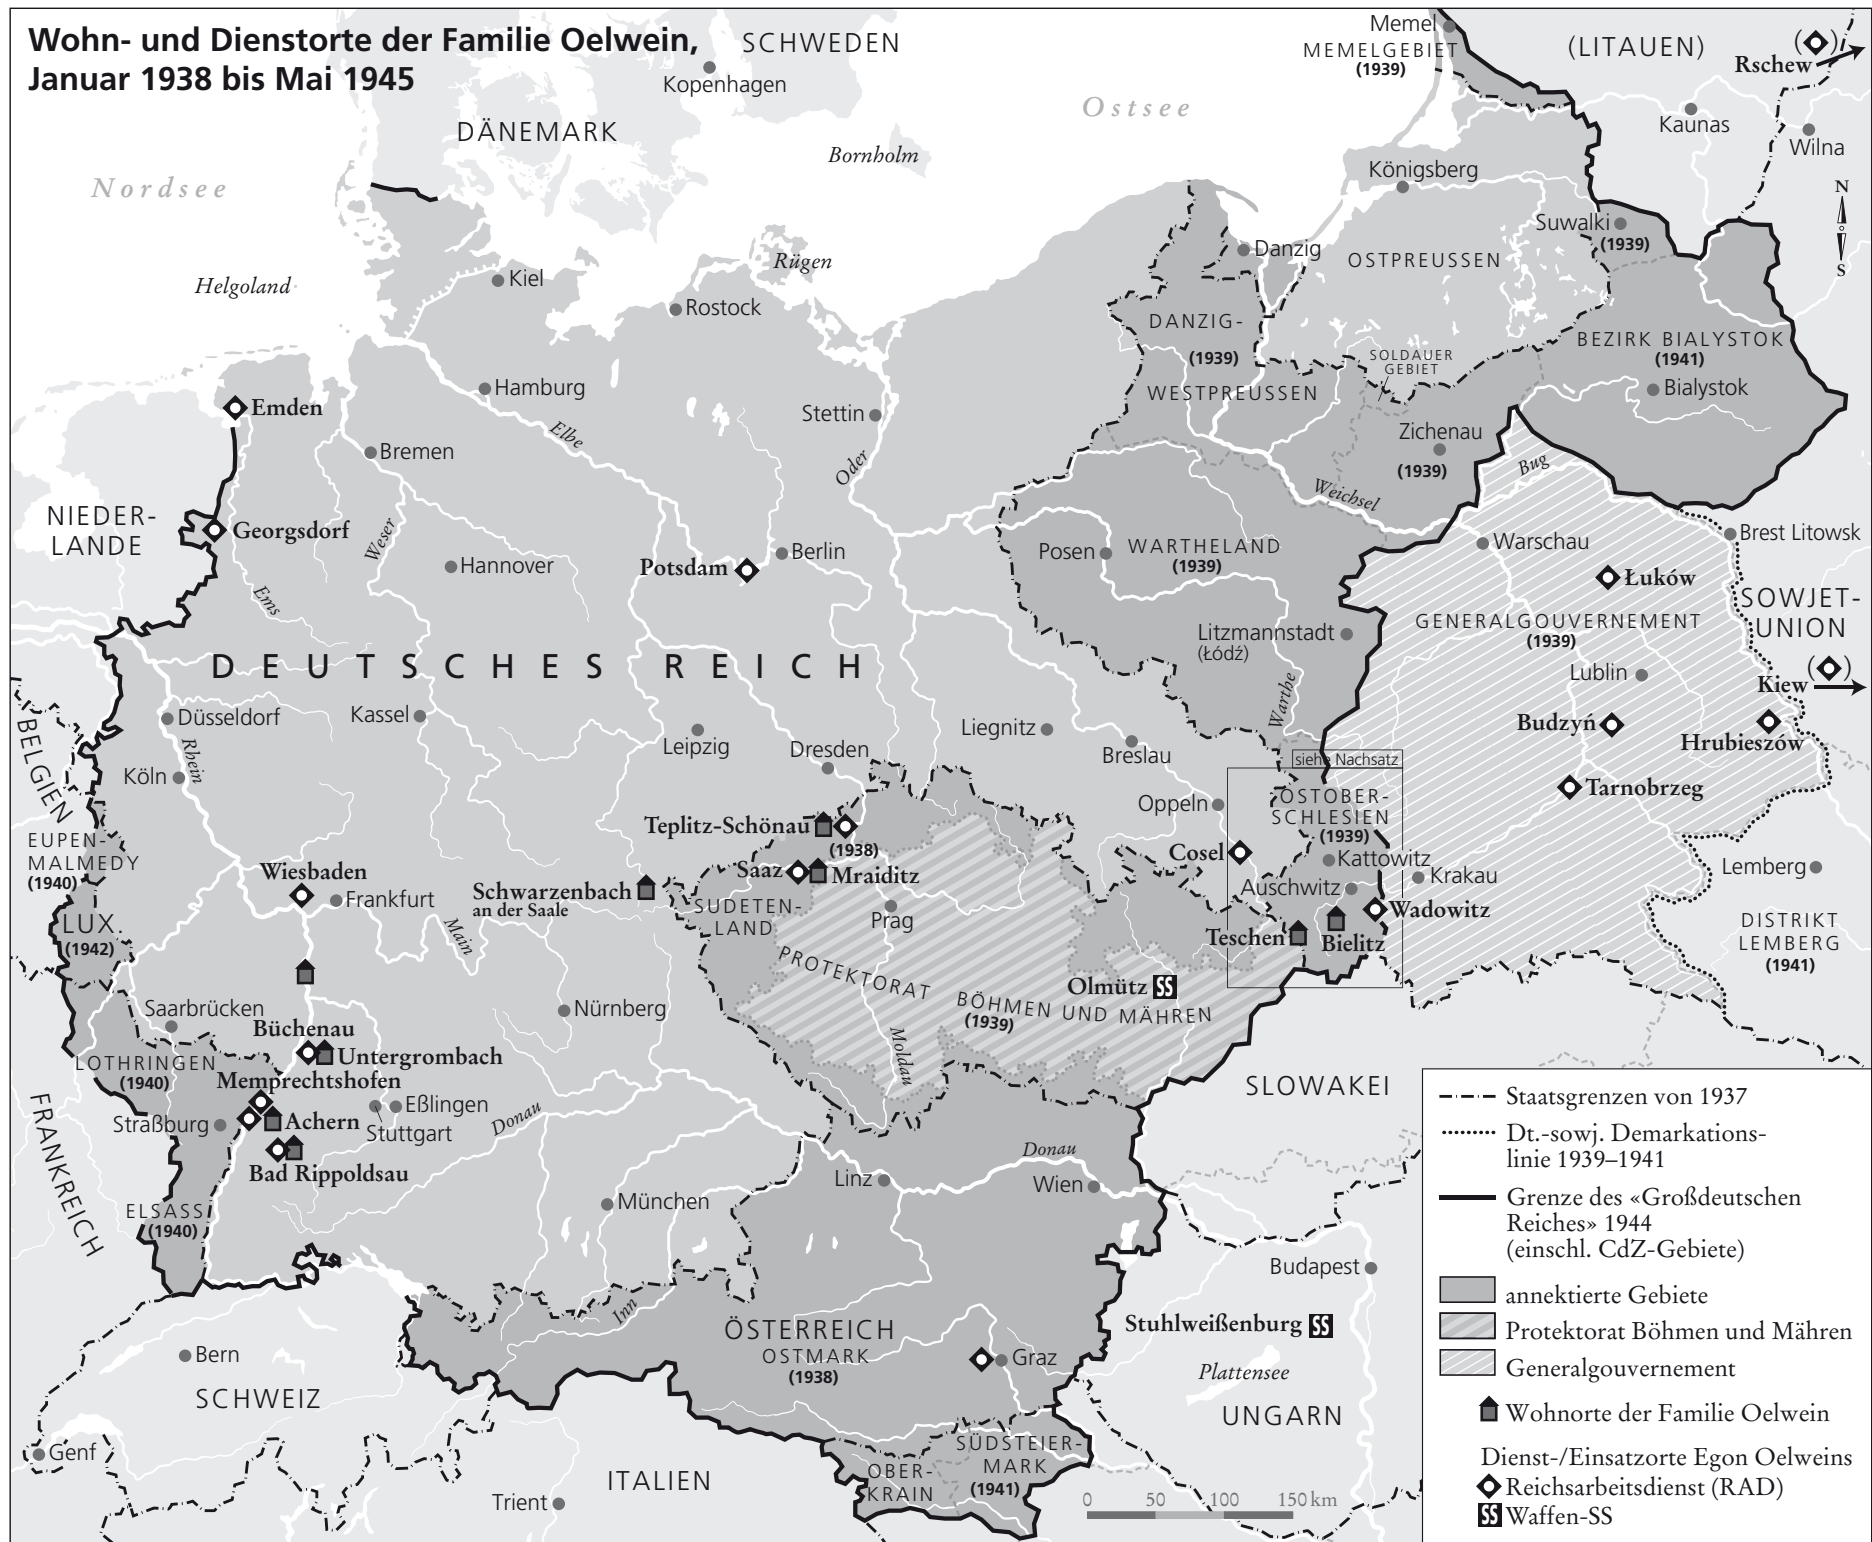 Wohn- und Dienstorte der Familie Oelwein,
Januar 1938 bis Mai 1945
SCHWEDEN
Kopenhagen
DÄNEMARK
Bornholm
Ostsee
Nordsee
Helgoland
Memel
MEMELGEBIET
(1939)
(LITAUEN)
( )
Rschew
Kaunas
Wilna
N
S
Königsberg
Suwalki
(1939)
Danzig
OSTPREUSSEN
Kiel
Rügen
Rostock
DANZIG-
(1939)
WESTPREUSSEN
SOLDAUER
GEBIET
BEZIRK BIALYSTOK
(1941)
Bialystok
Hamburg
Emden
Elbe
Stettin
Bremen
Oder
Zichenau
(1939)
Bug
Weichsel
NIEDER-
LANDE
Georgsdorf
Weser
Hannover
Potsdam
Berlin
Posen
WARTHELAND
(1939)
Warschau
Brest Litowsk
Łuków
Ems
SOWJET-
UNION
GENERALGOUVERNEMENT
(1939)
Litzmannstadt
(Łódź)
DEUTSCHES REICH
Lublin
( )
Kiew
Warthe
BELGIEN
Düsseldorf
Kassel
Rhein
Köln
Leipzig
Dresden
Liegnitz
Breslau
Budzyń
Hrubieszów
siehe Nachsatz
Tarnobrzeg
Oppeln
OSTOBER-
SCHLESIEN
(1939)
EUPEN-
MALMEDY
(1940)
Teplitz-Schönau
(1938)
Cosel
Kattowitz
Krakau
Lemberg
Wiesbaden
Frankfurt
Saaz
Mraiditz
Schwarzenbach
an der Saale
Auschwitz
Wadowitz
SUDETEN-
LAND
Prag
LUX.
(1942)
Main
Teschen
Bielitz
DISTRIKT
LEMBERG
(1941)
PROTEKTORAT
BÖHMEN UND MÄHREN
(1939)
Olmütz
SS
Saarbrücken
Nürnberg
Büchenau
Untergrombach
Moldau
LOTHRINGEN
(1940)
Memprechtshofen
SLOWAKEI
FRANKREICH
Straßburg
Achern
Eßlingen
Stuttgart
Donau
Bad Rippoldsau
Donau
Linz
Wien
München
ELSASS
(1940)
Budapest
Inn
Stuhlweißenburg
SS
ÖSTERREICH
OSTMARK
(1938)
Graz
Plattensee
UNGARN
Bern
SCHWEIZ
Genf
ITALIEN
Trient
SÜDSTEIER-
MARK
(1941)
OBER-
KRAIN
0 50 100 150 km
Staatsgrenzen von 1937
Dt.-sowj. Demarkations-
linie 1939–1941
Grenze des «Großdeutschen
Reiches» 1944
(einschl. CdZ-Gebiete)
annektierte Gebiete
Protektorat Böhmen und Mähren
Generalgouvernement
Wohnorte der Familie Oelwein
Dienst-/Einsatzorte Egon Oelweins
Reichsarbeitsdienst (RAD)
SS Waffen-SS